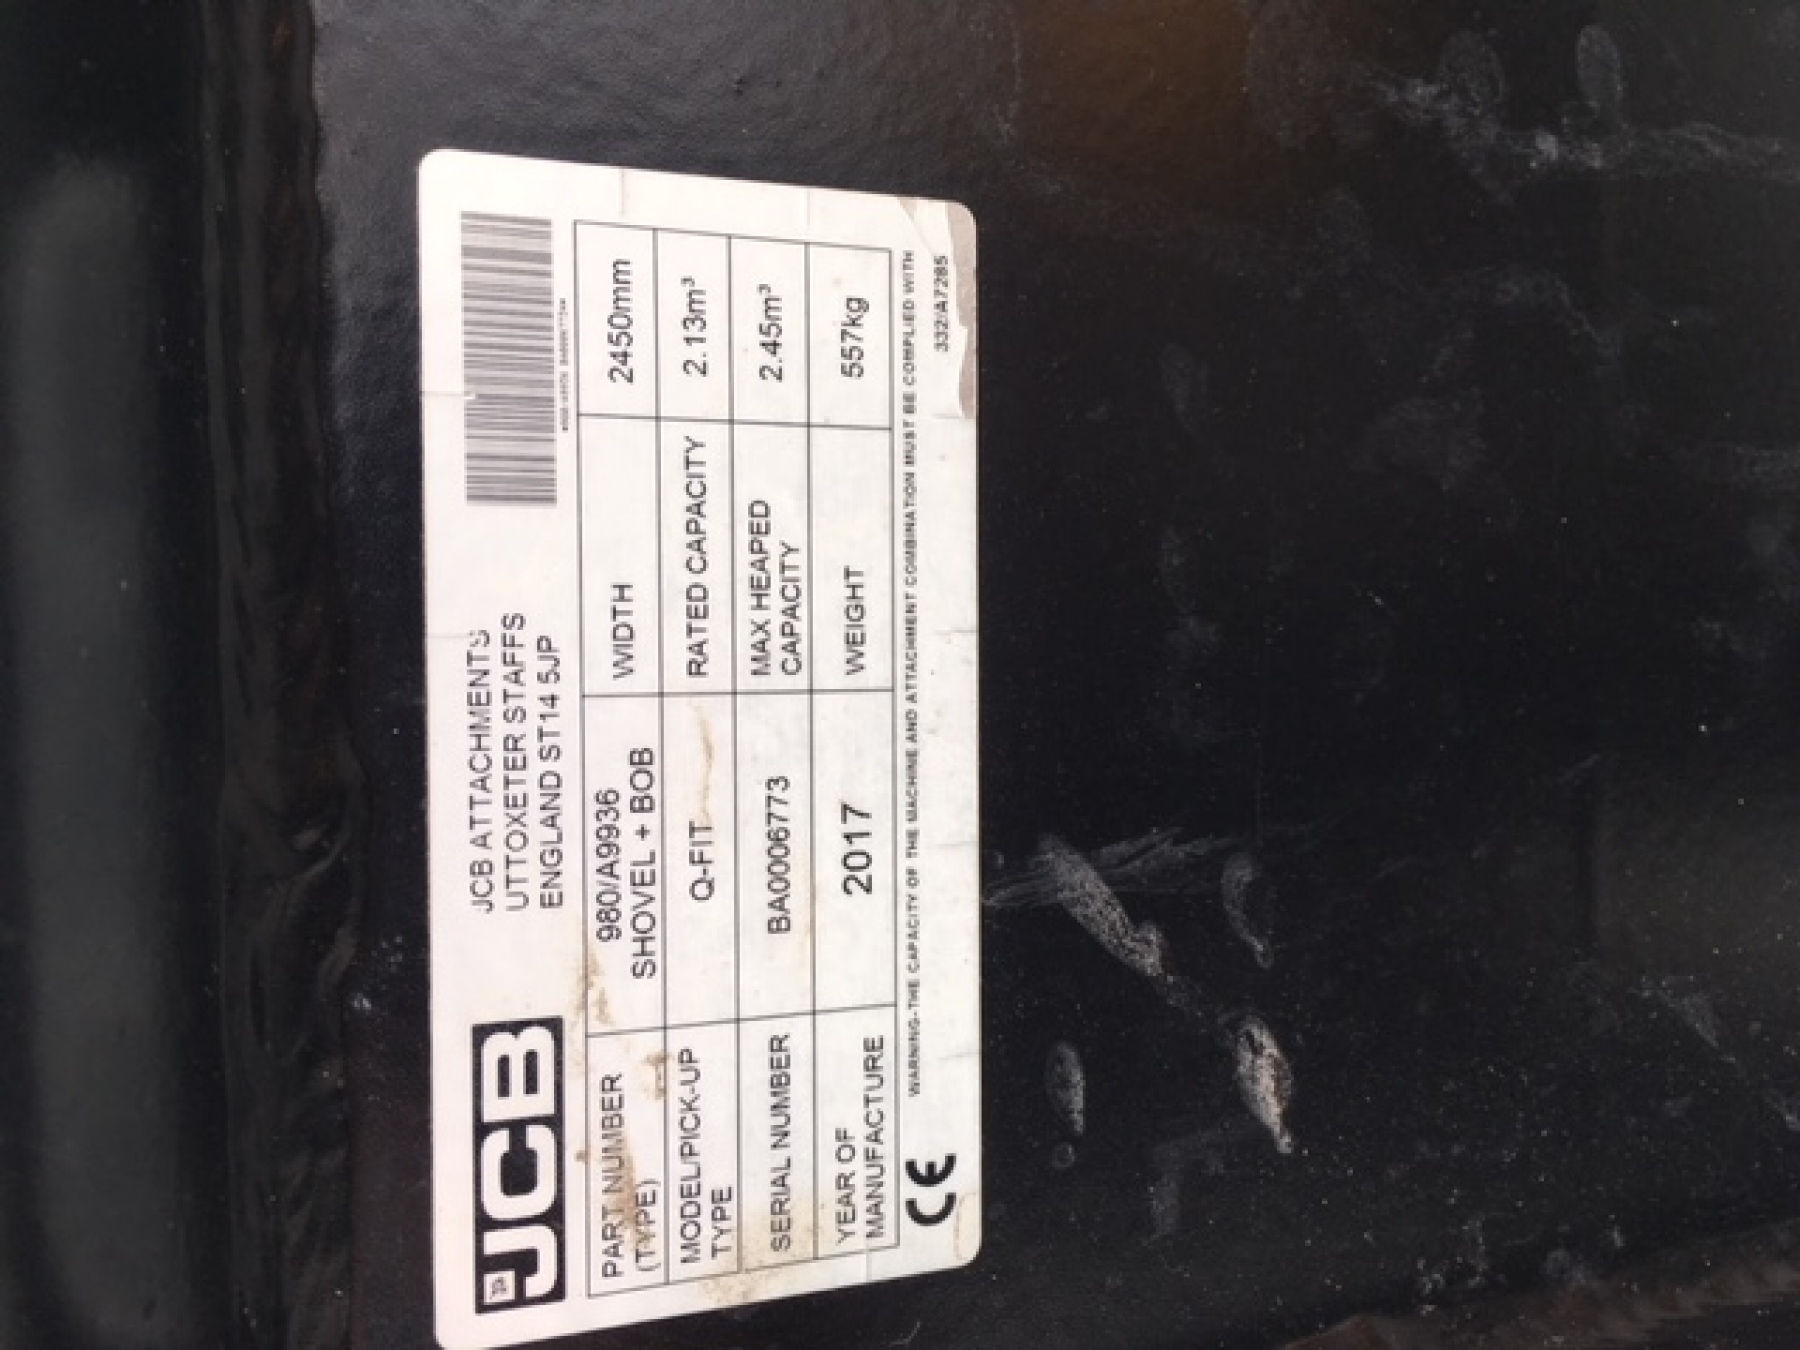 JCB
JCB ATTACHMENTS
UTTOXETER STAFFS
ENGLAND ST14 5JP
PART NUMBER (TYPE) 980/A9936 SHOVEL + BOB WIDTH 2450mm
MODEL/PICK-UP TYPE Q-FIT RATED CAPACITY 2.13m³
SERIAL NUMBER BA0006773 MAX HEAPED CAPACITY 2.45m³
YEAR OF MANUFACTURE 2017 WEIGHT 557kg
WARNING-THE CAPACITY OF THE MACHINE AND ATTACHMENT COMBINATION MUST BE COMPLIED WITH
CE 332/A7285